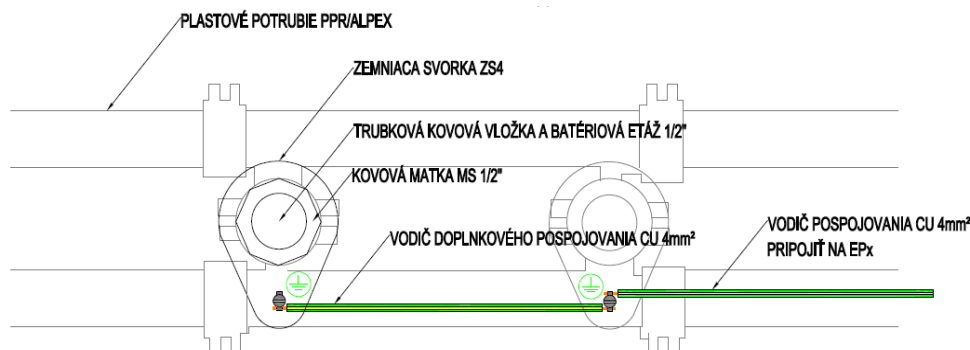 PLASTOVÉ POTRUBIE PPR/ALPEX
ZEMNIACA SVORKA ZS4
TRUBKOVÁ KOVOVÁ VLOŽKA A BATÉRIOVÁ ETÁŽ 1/2"
KOVOVÁ MATKA MS 1/2"
VODIČ DOPLNKOVÉHO POSPOJOVANIA CU 4mm²
VODIČ POSPOJOVANIA CU 4mm²
PRIPOJIŤ NA EPx